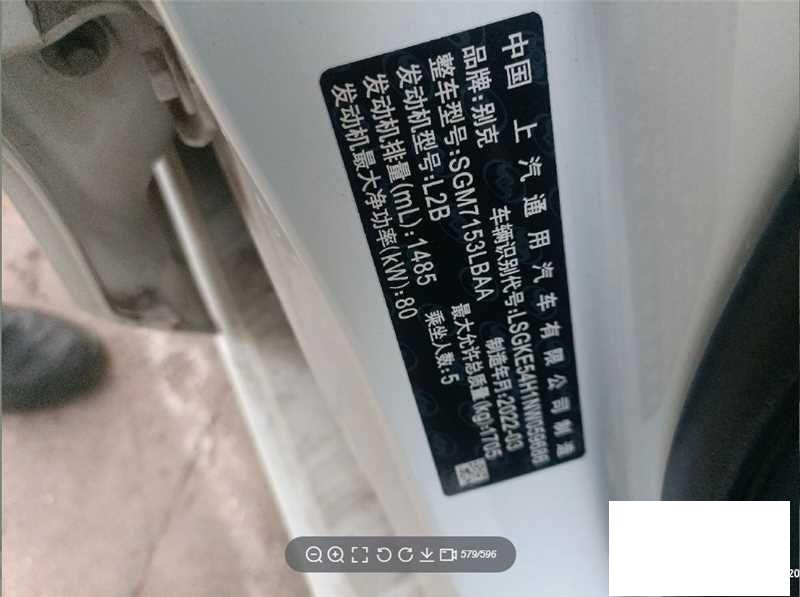 中国 上汽通用汽车有限公司制造
品牌:别克
整车型号:SGM7153LBAA
车辆识别代号:LSGKE54H1NW059686
发动机型号:L2B
制造年月:2022-03
发动机排量(mL):1485
最大允许总质量(kg):1705
发动机最大净功率(kW):80
乘坐人数:5
579/596
20